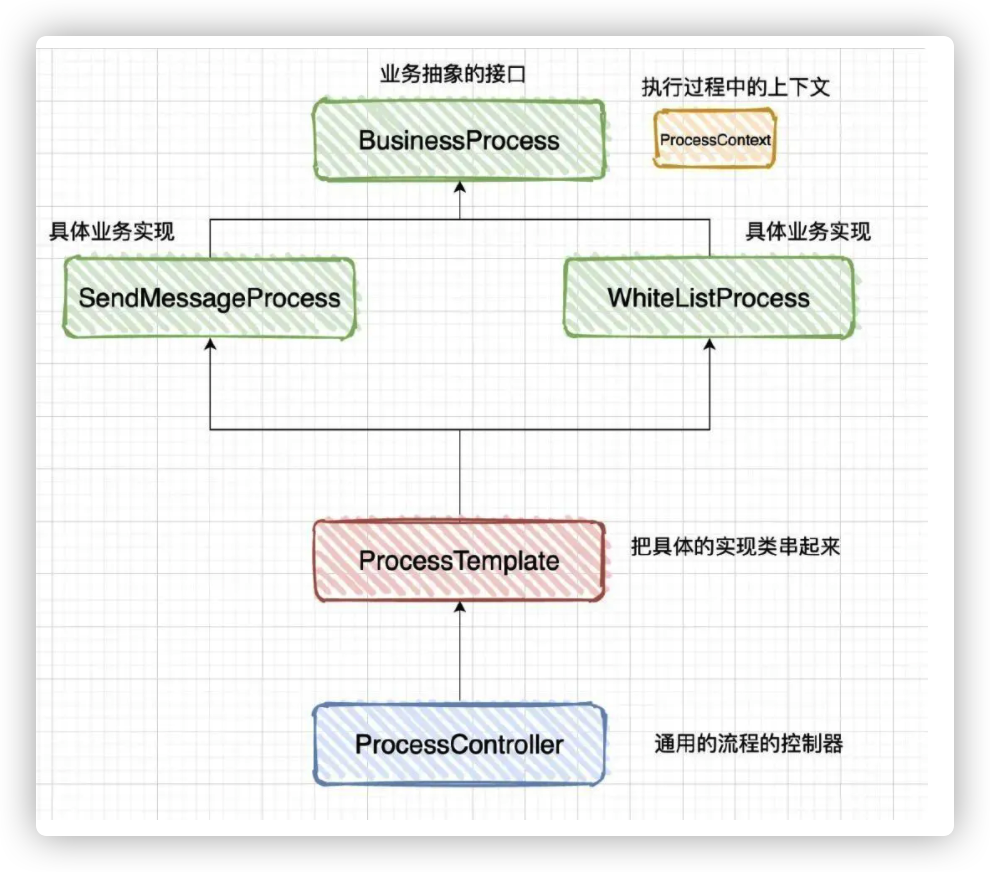 业务抽象的接口
执行过程中的上下文
BusinessProcess
ProcessContext
具体业务实现
具体业务实现
SendMessageProcess
WhiteListProcess
ProcessTemplate
把具体的实现类串起来
ProcessController
通用的流程的控制器